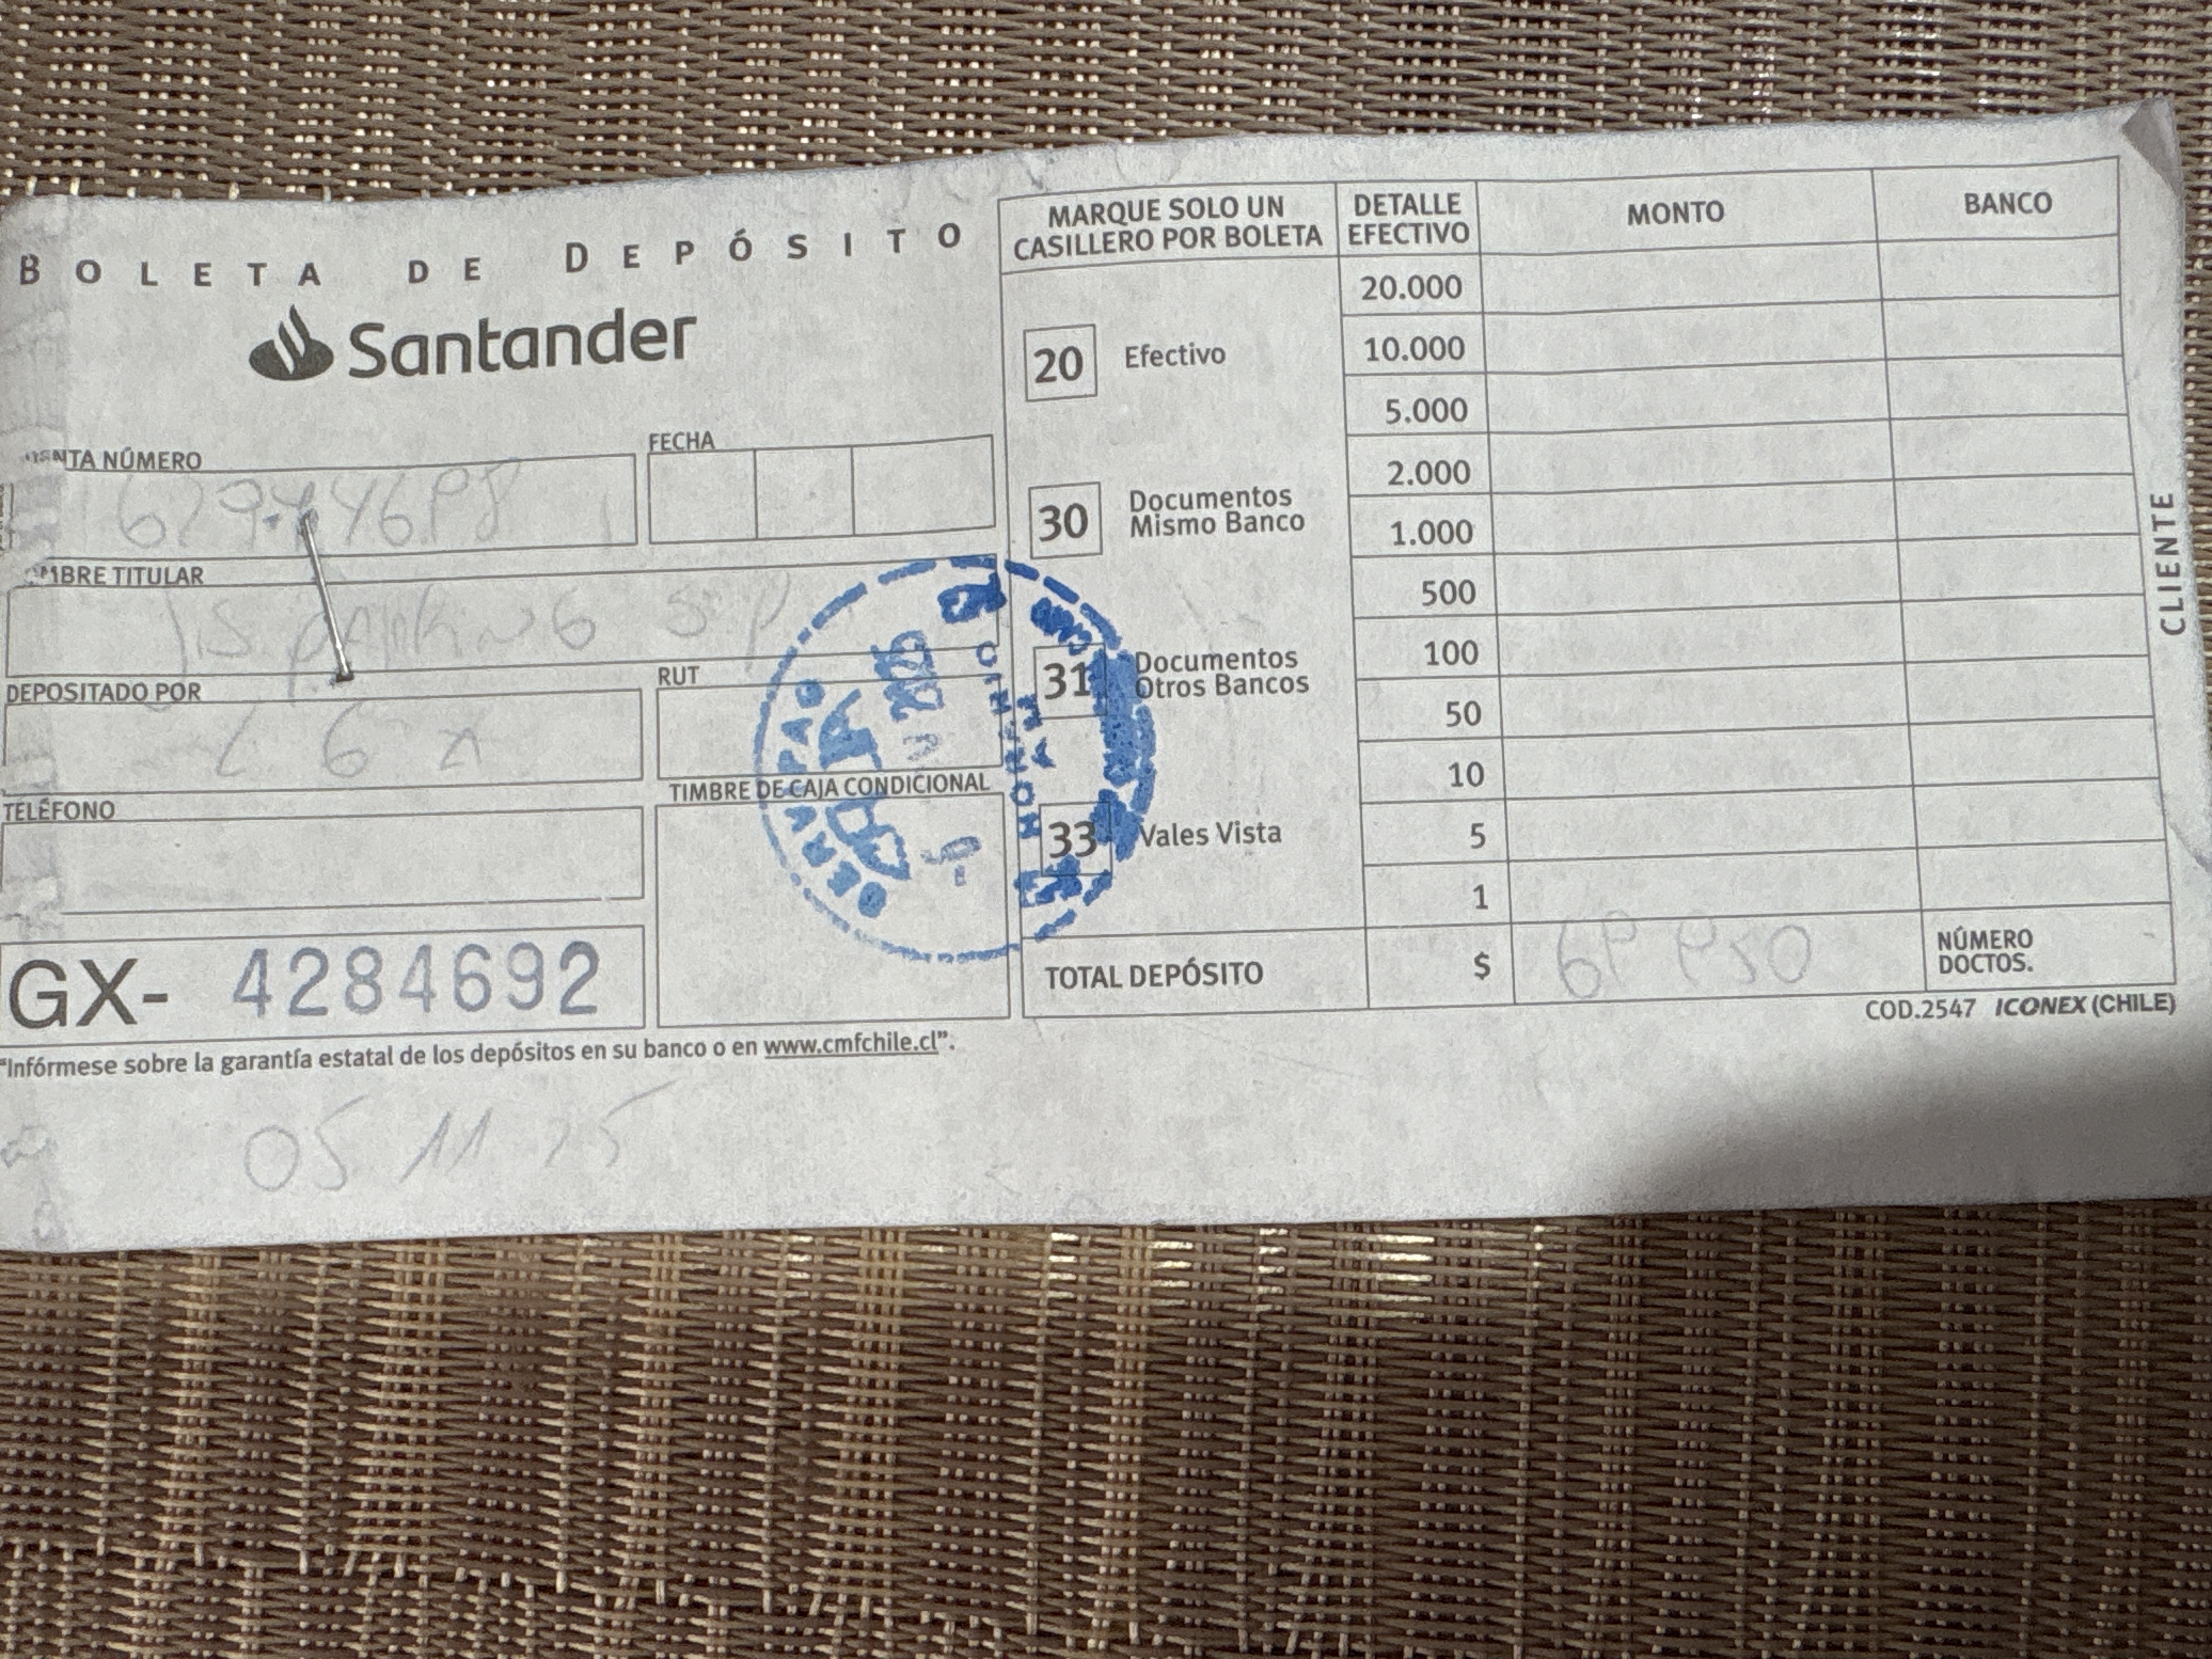 BOLETA DE DEPÓSITO
Santander
NTA NÚMERO
FECHA
MBRE TITULAR
DEPOSITADO POR
RUT
TELÉFONO
TIMBRE DE CAJA CONDICIONAL
GX- 4284692
"Infórmese sobre la garantía estatal de los depósitos en su banco o en www.cmfchile.cl".
05 11 25
MARQUE SOLO UN
CASILLERO POR BOLETA
20 Efectivo
30 Documentos
Mismo Banco
31 Documentos
Otros Bancos
33 Vales Vista
DETALLE
EFECTIVO
MONTO
BANCO
20.000
10.000
5.000
2.000
1.000
500
100
50
10
5
1
TOTAL DEPÓSITO $
NÚMERO
DOCTOS.
COD.2547 ICONEX (CHILE)
CLIENTE